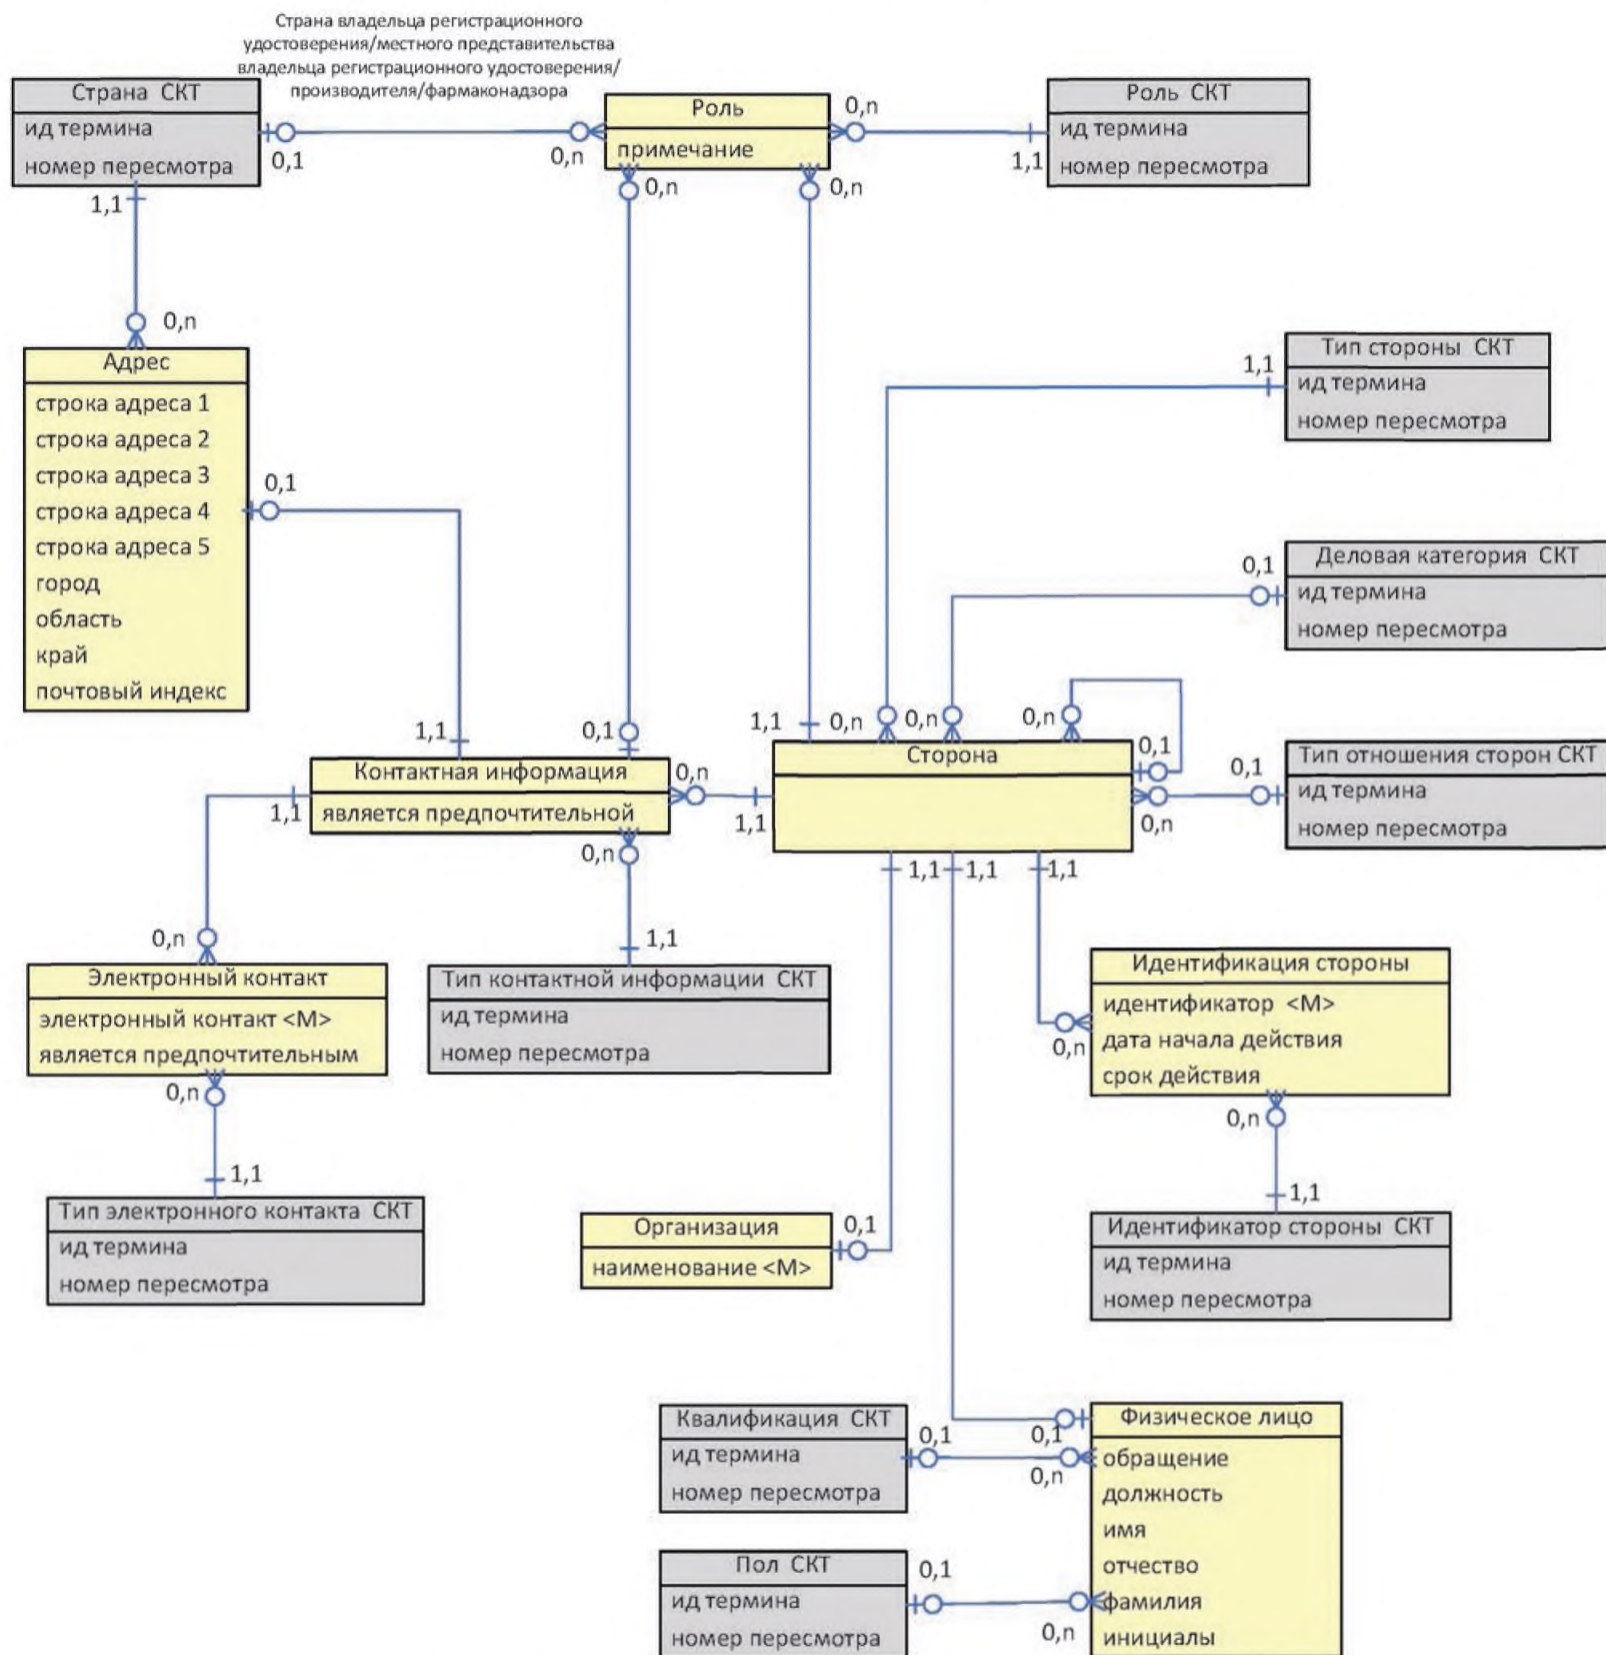 Страна владельца регистрационного
удостоверения/местного представительства
владельца регистрационного удостоверения/
производителя/фармаконадзора
Страна СКТ
ид термина
номер пересмотра
0,1
0,n
Роль
примечание
0,n
1,1
Роль СКТ
ид термина
номер пересмотра
1,1
0,n
0,n
0,n
Адрес
строка адреса 1
строка адреса 2
строка адреса 3
строка адреса 4
строка адреса 5
город
область
край
почтовый индекс
0,1
1,1
Тип стороны СКТ
ид термина
номер пересмотра
0,1
Деловая категория СКТ
ид термина
номер пересмотра
1,1
0,1
1,1
0,n
0,n
0,n
Контактная информация
является предпочтительной
1,1
0,n
1,1
Сторона
0,1
0,n
0,1
Тип отношения сторон СКТ
ид термина
номер пересмотра
0,n
1,1
1,1
1,1
0,n
1,1
Электронный контакт
электронный контакт <М>
является предпочтительным
Тип контактной информации СКТ
ид термина
номер пересмотра
Идентификация стороны
идентификатор <М>
дата начала действия
срок действия
0,n
0,n
0,n
1,1
1,1
Тип электронного контакта СКТ
ид термина
номер пересмотра
Организация
наименование <М>
0,1
Идентификатор стороны СКТ
ид термина
номер пересмотра
Квалификация СКТ
ид термина
номер пересмотра
0,1
0,1
0,n
Физическое лицо
обращение
должность
имя
отчество
фамилия
инициалы
Пол СКТ
ид термина
номер пересмотра
0,1
0,n